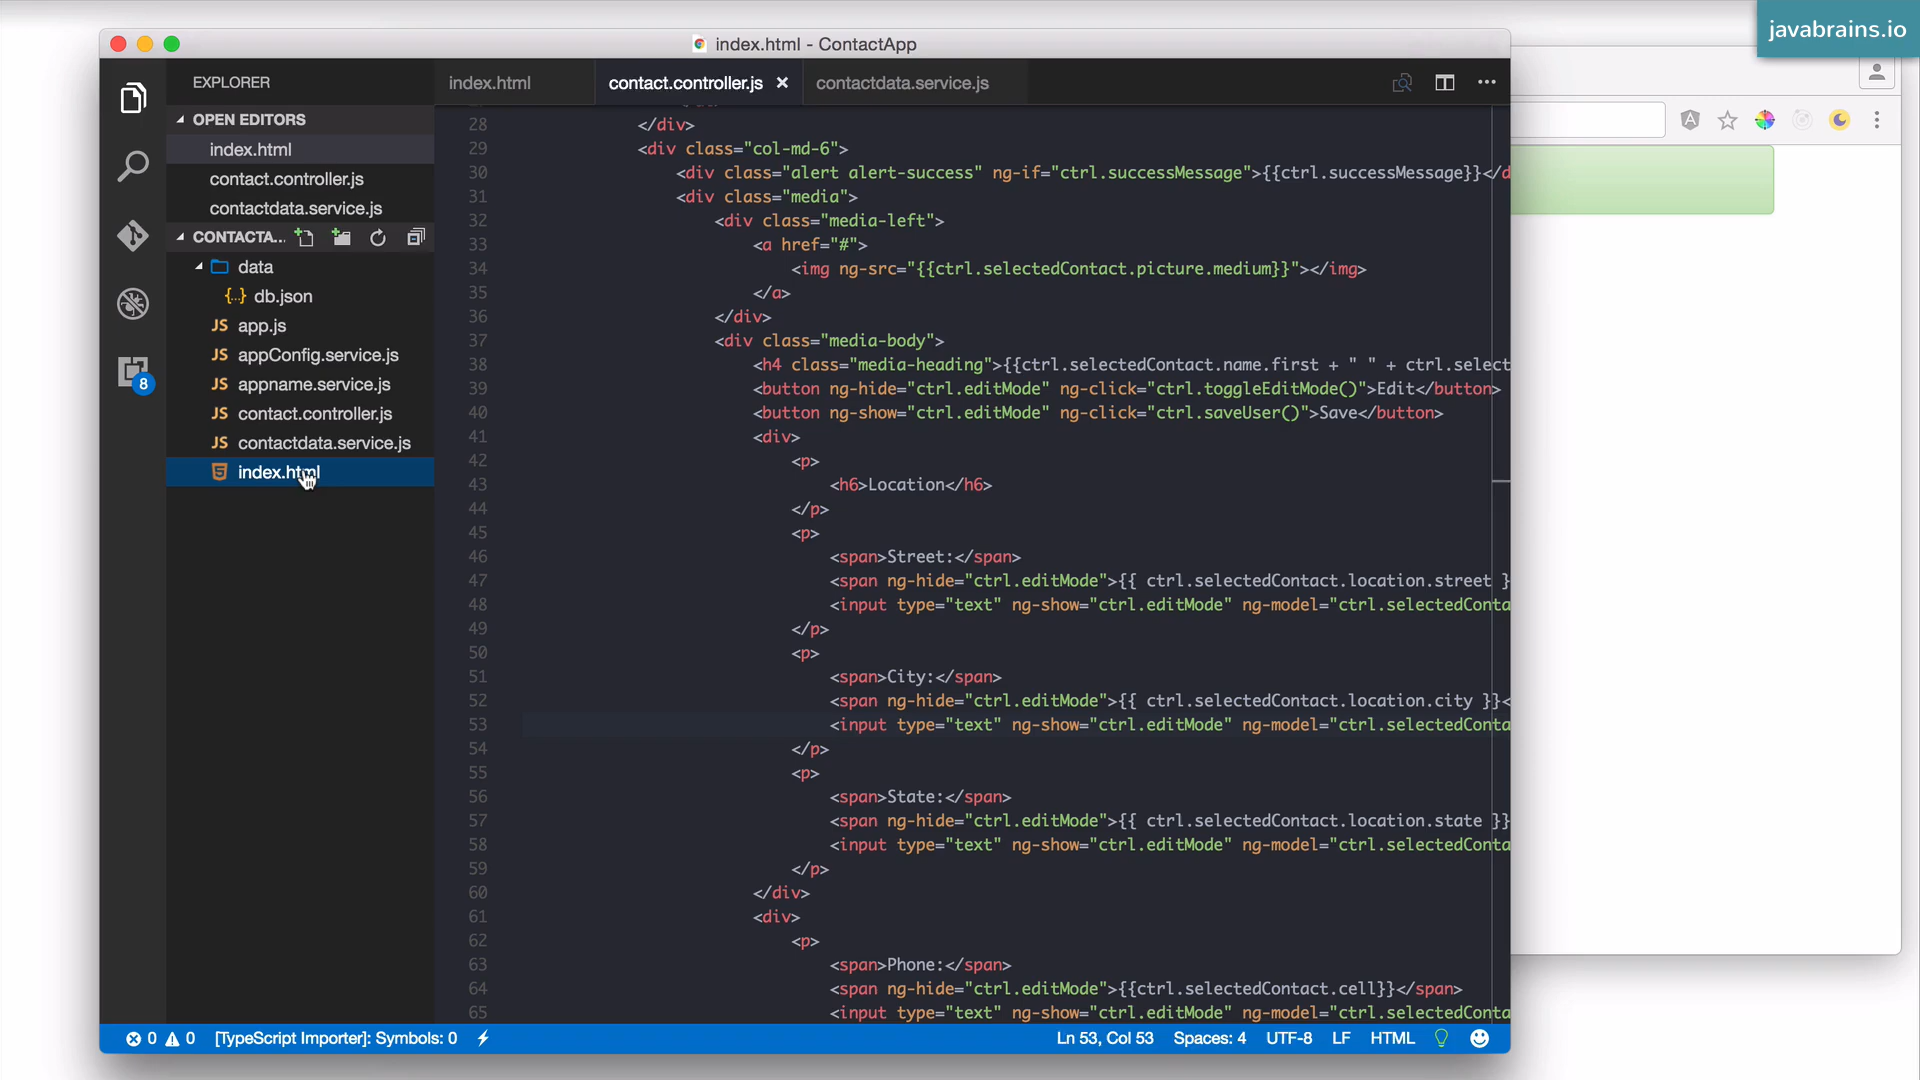 javabrains.io
index.html - ContactApp
EXPLORER
index.html
contact.controller.js
contactdata.service.js
OPEN EDITORS
index.html
contact.controller.js
contactdata.service.js
CONTACTA...
data
{..} db.json
JS app.js
JS appConfig.service.js
JS appname.service.js
JS contact.controller.js
JS contactdata.service.js
index.html
8
28 </div>
29 <div class="col-md-6">
30 <div class="alert alert-success" ng-if="ctrl.successMessage">{{ctrl.successMessage}}</d
31 <div class="media">
32 <div class="media-left">
33 <a href="#">
34 <img ng-src="{{ctrl.selectedContact.picture.medium}}"></img>
35 </a>
36 </div>
37 <div class="media-body">
38 <h4 class="media-heading">{{ctrl.selectedContact.name.first + " " + ctrl.select
39 <button ng-hide="ctrl.editMode" ng-click="ctrl.toggleEditMode()">Edit</button>
40 <button ng-show="ctrl.editMode" ng-click="ctrl.saveUser()">Save</button>
41 <div>
42 <p>
43 <h6>Location</h6>
44 </p>
45 <p>
46 <span>Street:</span>
47 <span ng-hide="ctrl.editMode">{{ ctrl.selectedContact.location.street }
48 <input type="text" ng-show="ctrl.editMode" ng-model="ctrl.selectedConta
49 </p>
50 <p>
51 <span>City:</span>
52 <span ng-hide="ctrl.editMode">{{ ctrl.selectedContact.location.city }}<
53 <input type="text" ng-show="ctrl.editMode" ng-model="ctrl.selectedConta
54 </p>
55 <p>
56 <span>State:</span>
57 <span ng-hide="ctrl.editMode">{{ ctrl.selectedContact.location.state }}
58 <input type="text" ng-show="ctrl.editMode" ng-model="ctrl.selectedConta
59 </p>
60 </div>
61 <div>
62 <p>
63 <span>Phone:</span>
64 <span ng-hide="ctrl.editMode">{{ctrl.selectedContact.cell}}</span>
65 <input type="text" ng-show="ctrl.editMode" ng-model="ctrl.selectedConta
0 0 [TypeScript Importer]: Symbols: 0 Ln 53, Col 53 Spaces: 4 UTF-8 LF HTML